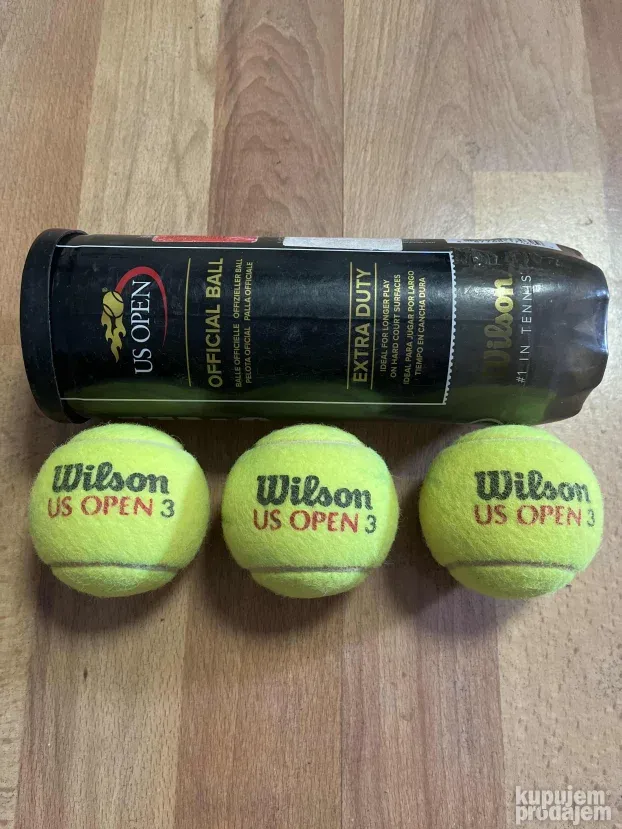 US OPEN
OFFICIAL BALL
BALLE OFFICIELLE OFFIZIELLER BALL
PELOTA OFICIAL PALLA OFFICIALE
EXTRA DUTY
IDEAL FOR LONGER PLAY
ON HARD COURT SURFACES
IDEAL PARA JUGAR POR LARGO
TIEMPO EN CANCHA DURA
Wilson
#1 IN TENNIS
Wilson
US OPEN 3
Wilson
US OPEN 3
Wilson
US OPEN 3
kupujem
prodajem